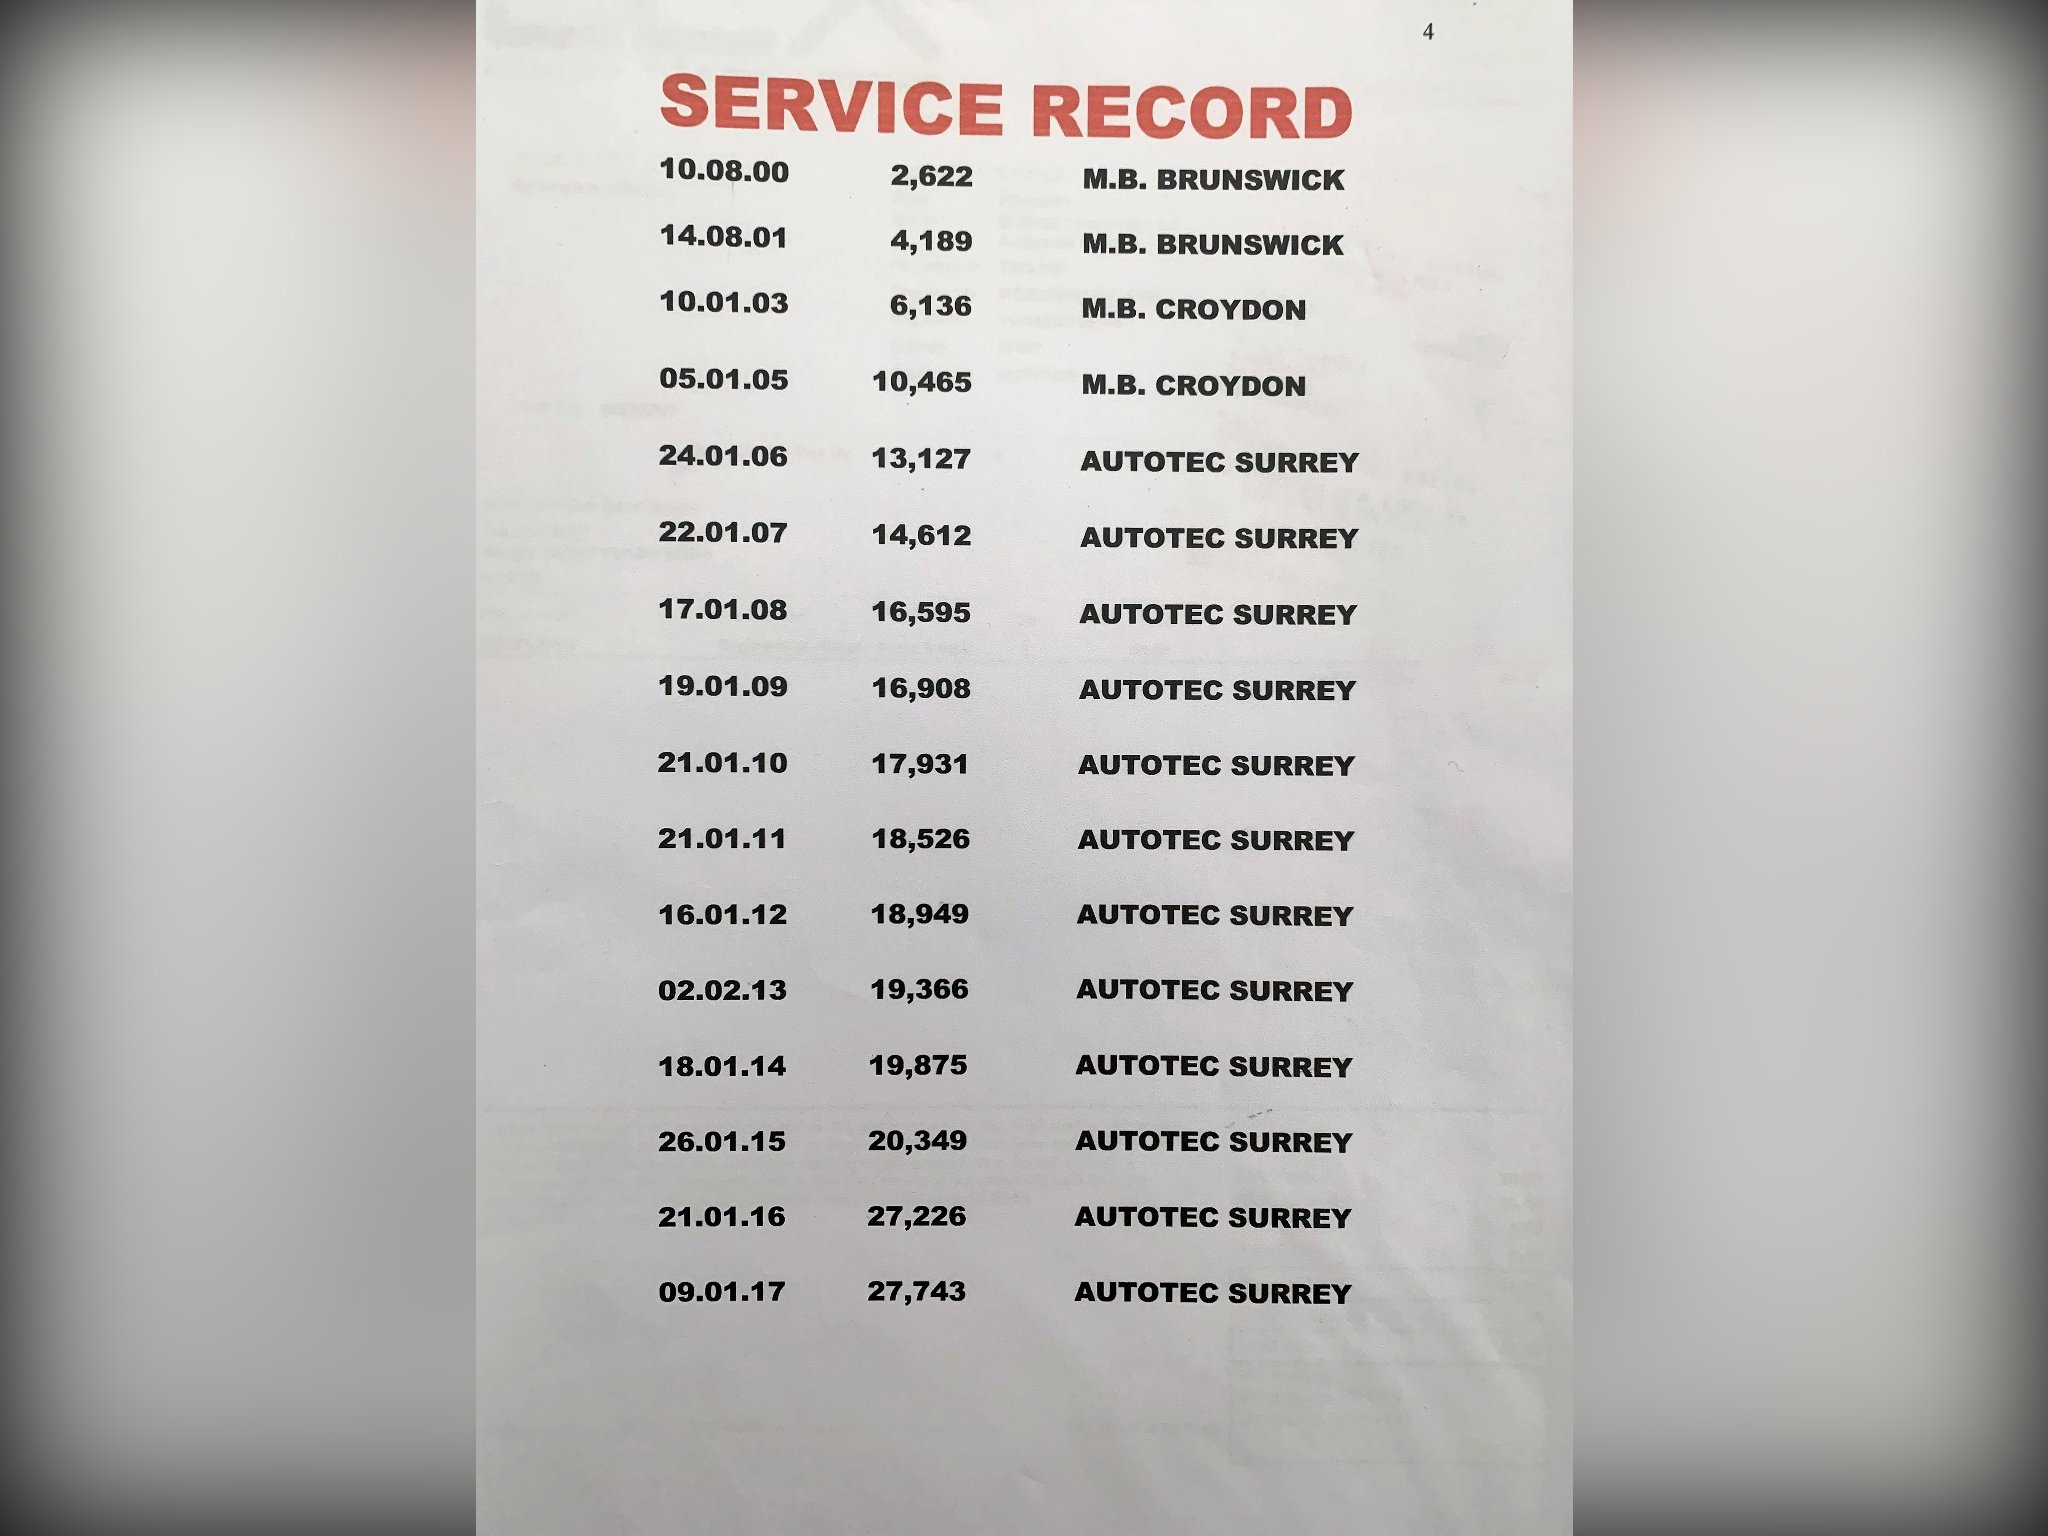 4
SERVICE RECORD
10.08.00 2,622 M.B. BRUNSWICK
14.08.01 4,189 M.B. BRUNSWICK
10.01.03 6,136 M.B. CROYDON
05.01.05 10,465 M.B. CROYDON
24.01.06 13,127 AUTOTEC SURREY
22.01.07 14,612 AUTOTEC SURREY
17.01.08 16,595 AUTOTEC SURREY
19.01.09 16,908 AUTOTEC SURREY
21.01.10 17,931 AUTOTEC SURREY
21.01.11 18,526 AUTOTEC SURREY
16.01.12 18,949 AUTOTEC SURREY
02.02.13 19,366 AUTOTEC SURREY
18.01.14 19,875 AUTOTEC SURREY
26.01.15 20,349 AUTOTEC SURREY
21.01.16 27,226 AUTOTEC SURREY
09.01.17 27,743 AUTOTEC SURREY